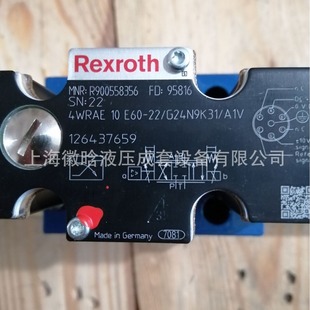 Rexroth
MNR: R900558356 FD: 95816
SN: 22
4WRAE 10 E60-22/G24N9K31/A1V
126437659
上海徽晗液压成套设备有限公司
a
b
P|T
Made in Germany
7081